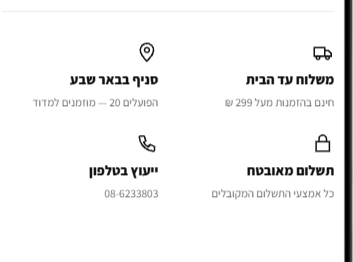 משלוח עד הבית
חינם בהזמנות מעל 299 ₪
סניף בבאר שבע
הפועלים 20 — מוזמנים למדוד
תשלום מאובטח
כל אמצעי התשלום המקובלים
ייעוץ בטלפון
08-6233803